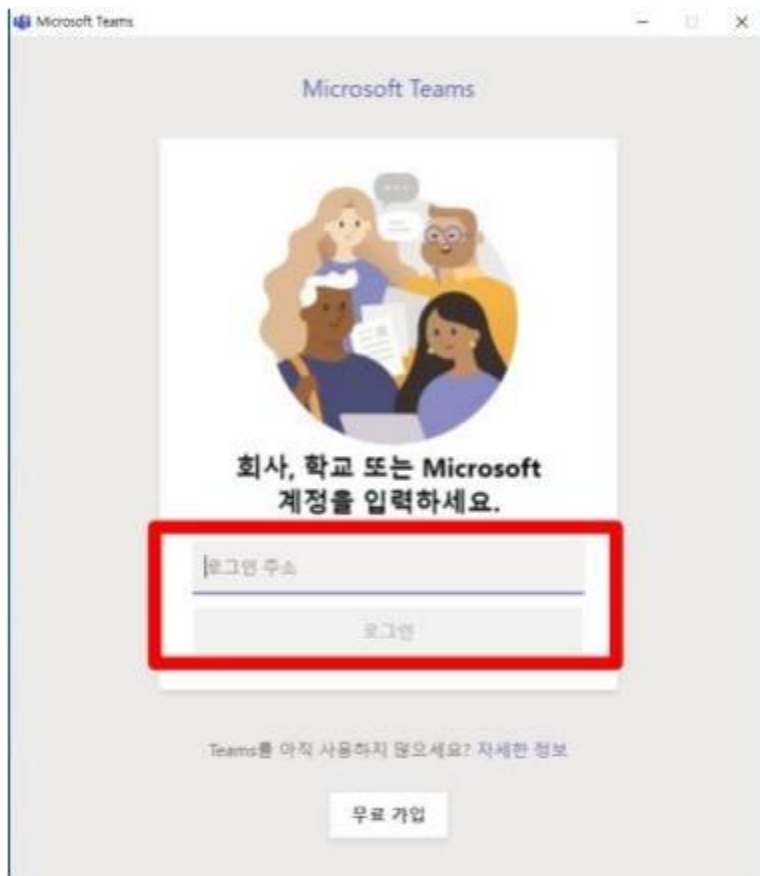 Microsoft Teams
Microsoft Teams
회사, 학교 또는 Microsoft
계정을 입력하세요.
로그인 주소
로그인
Teams를 아직 사용하지 않으세요? 자세한 정보
무료 가입